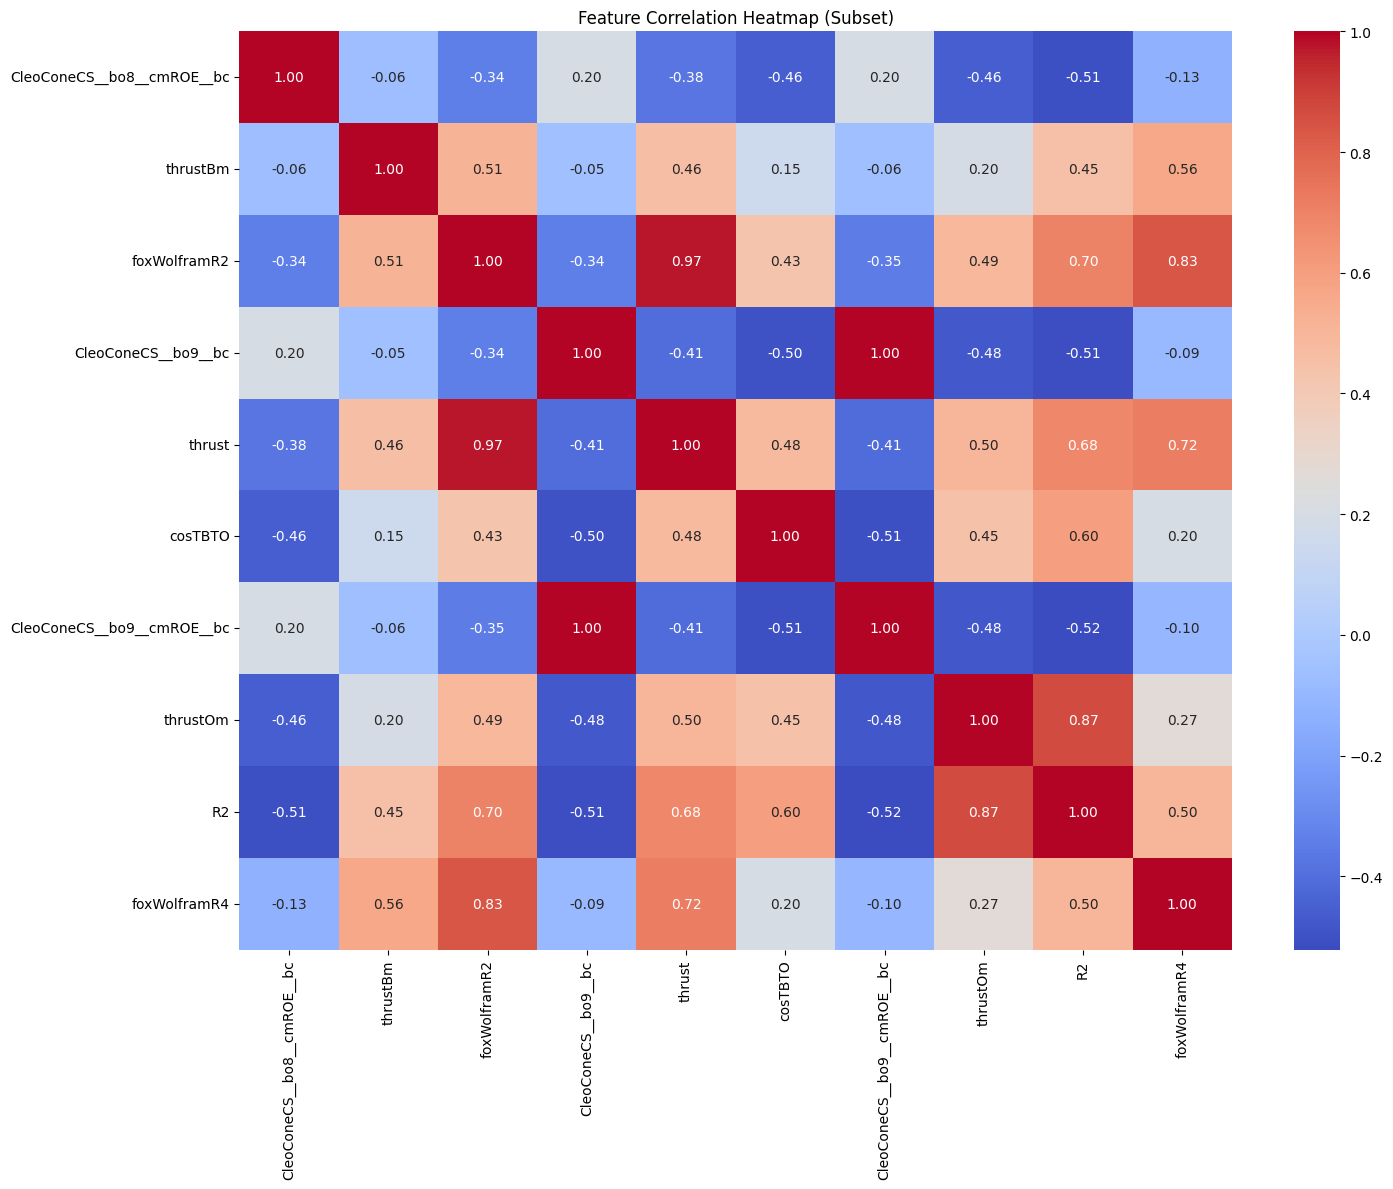 Feature Correlation Heatmap (Subset)
CleoConeCS__bo8__cmROE__bc 1.00 -0.06 -0.34 0.20 -0.38 -0.46 0.20 -0.46 -0.51 -0.13
thrustBm -0.06 1.00 0.51 -0.05 0.46 0.15 -0.06 0.20 0.45 0.56
foxWolframR2 -0.34 0.51 1.00 -0.34 0.97 0.43 -0.35 0.49 0.70 0.83
CleoConeCS__bo9__bc 0.20 -0.05 -0.34 1.00 -0.41 -0.50 1.00 -0.48 -0.51 -0.09
thrust -0.38 0.46 0.97 -0.41 1.00 0.48 -0.41 0.50 0.68 0.72
cosTBTO -0.46 0.15 0.43 -0.50 0.48 1.00 -0.51 0.45 0.60 0.20
CleoConeCS__bo9__cmROE__bc 0.20 -0.06 -0.35 1.00 -0.41 -0.51 1.00 -0.48 -0.52 -0.10
thrustOm -0.46 0.20 0.49 -0.48 0.50 0.45 -0.48 1.00 0.87 0.27
R2 -0.51 0.45 0.70 -0.51 0.68 0.60 -0.52 0.87 1.00 0.50
foxWolframR4 -0.13 0.56 0.83 -0.09 0.72 0.20 -0.10 0.27 0.50 1.00
CleoConeCS__bo8__cmROE__bc
thrustBm
foxWolframR2
CleoConeCS__bo9__bc
thrust
cosTBTO
CleoConeCS__bo9__cmROE__bc
thrustOm
R2
foxWolframR4
1.0
0.8
0.6
0.4
0.2
0.0
−0.2
−0.4